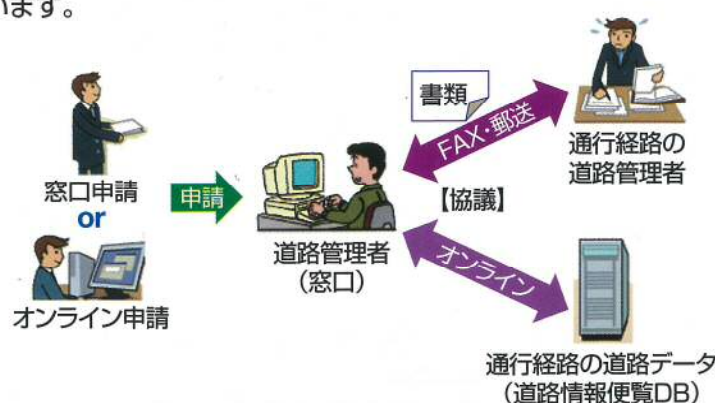 います。
書類
FAX・郵送
通行経路の
道路管理者
窓口申請
or
申請
【協議】
道路管理者
（窓口）
オンライン
オンライン申請
通行経路の道路データ
（道路情報便覧DB）